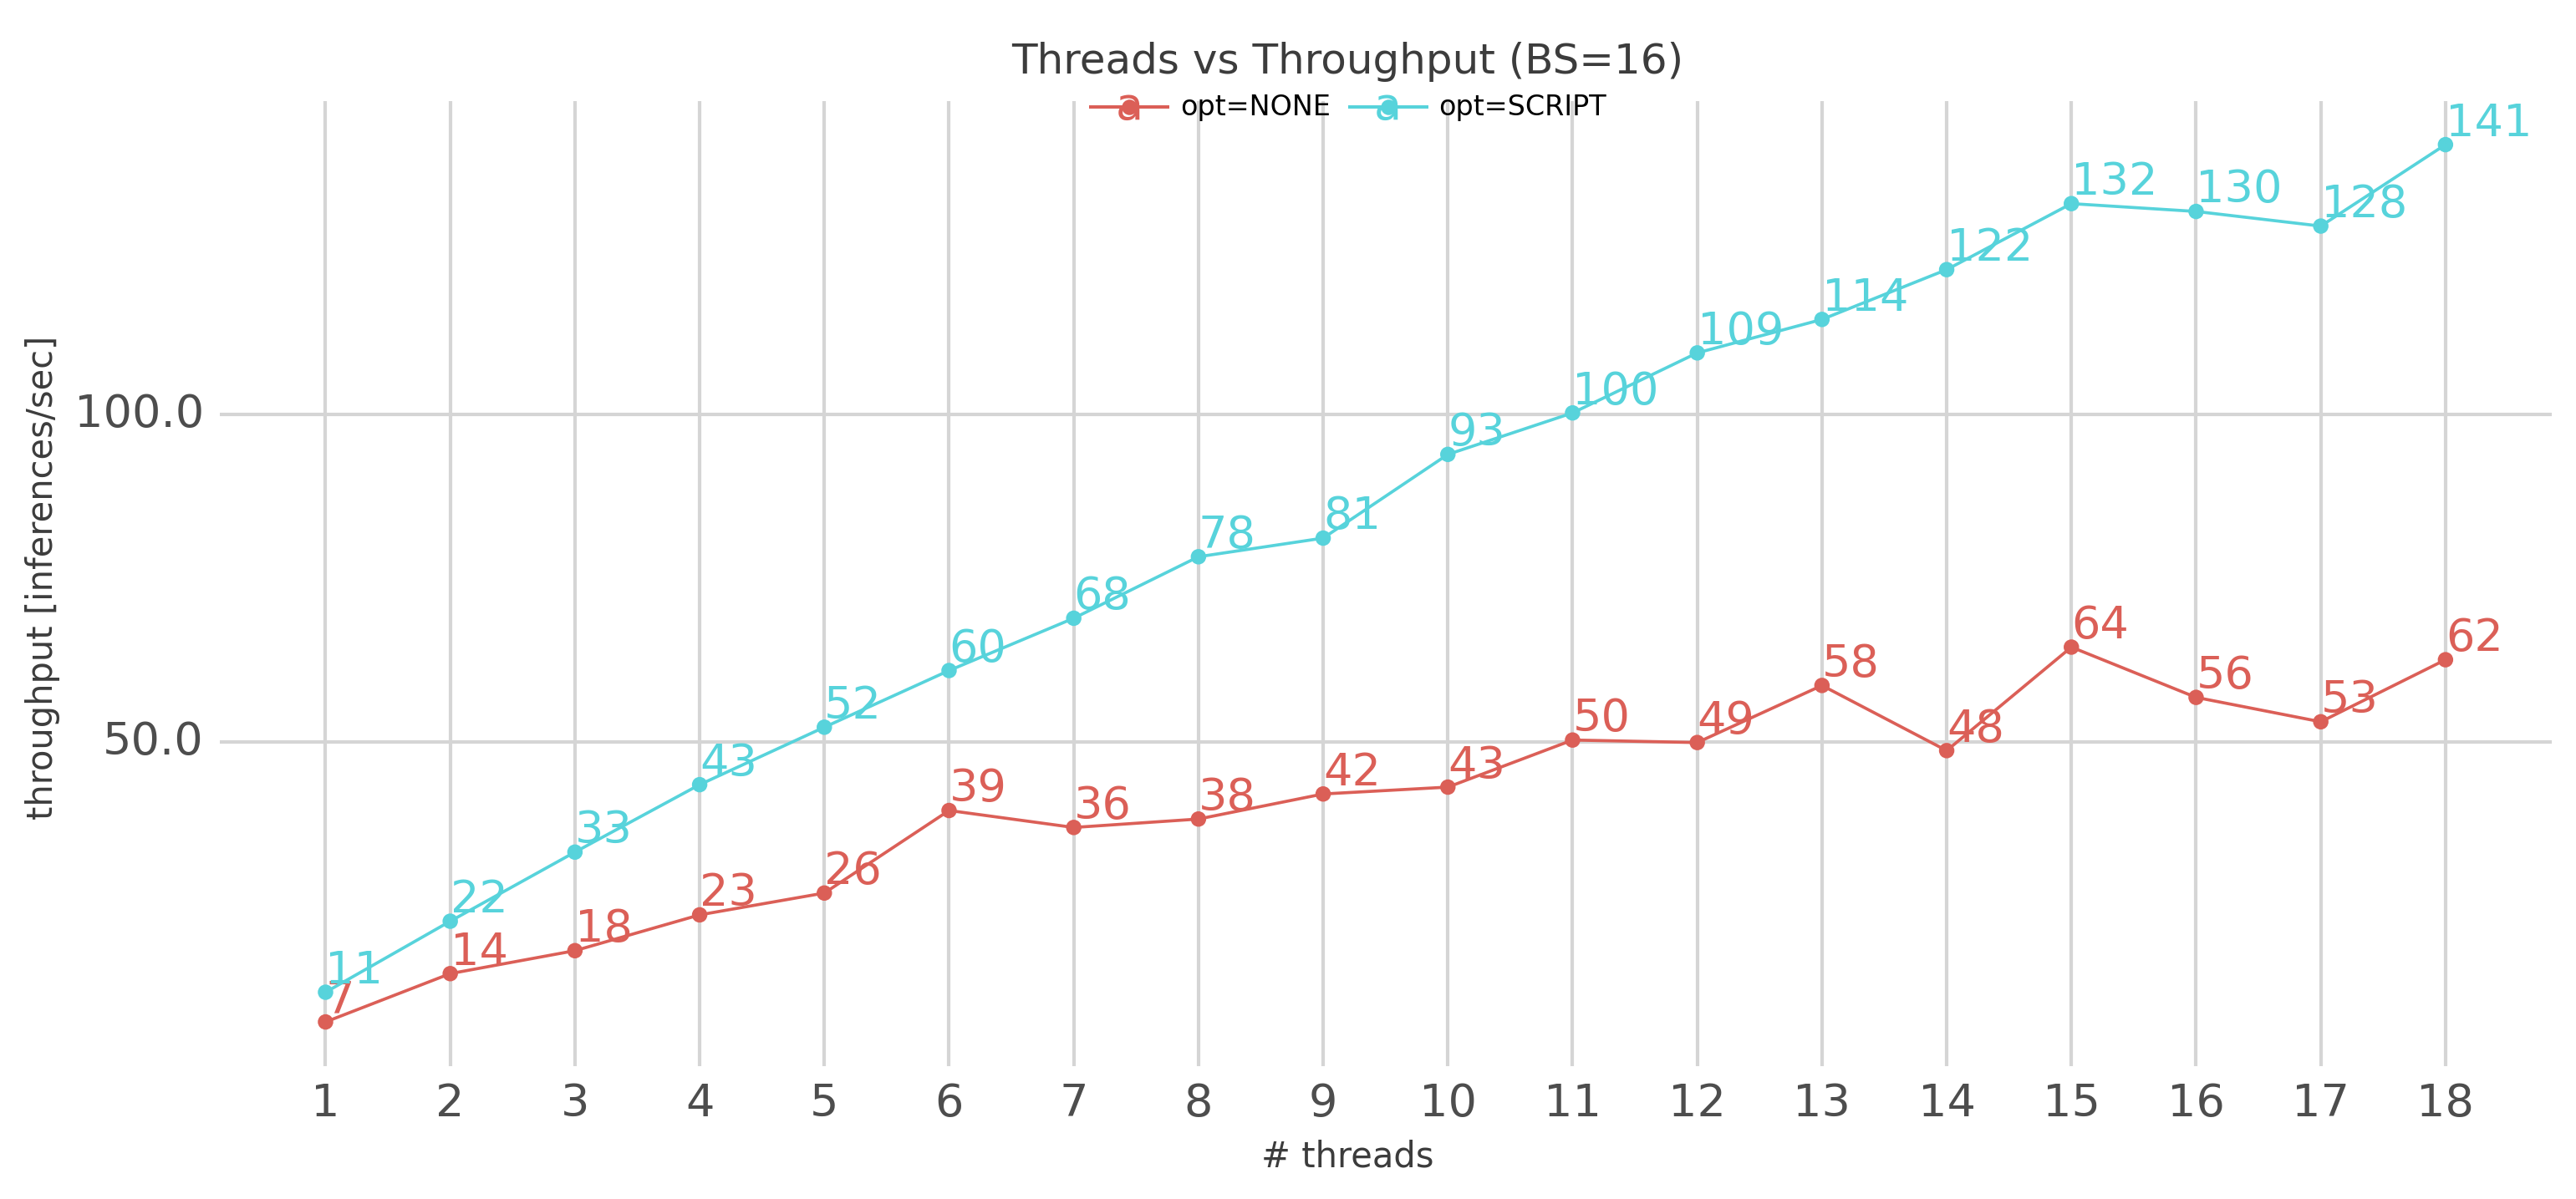 Threads vs Throughput (BS=16)
a opt=NONE a opt=SCRIPT
throughput [inferences/sec]
100.0
50.0
11 22 33 43 52 60 68 78 81 93 100 109 114 122 132 130 128 141
7 14 18 23 26 39 36 38 42 43 50 49 58 48 64 56 53 62
1 2 3 4 5 6 7 8 9 10 11 12 13 14 15 16 17 18
# threads